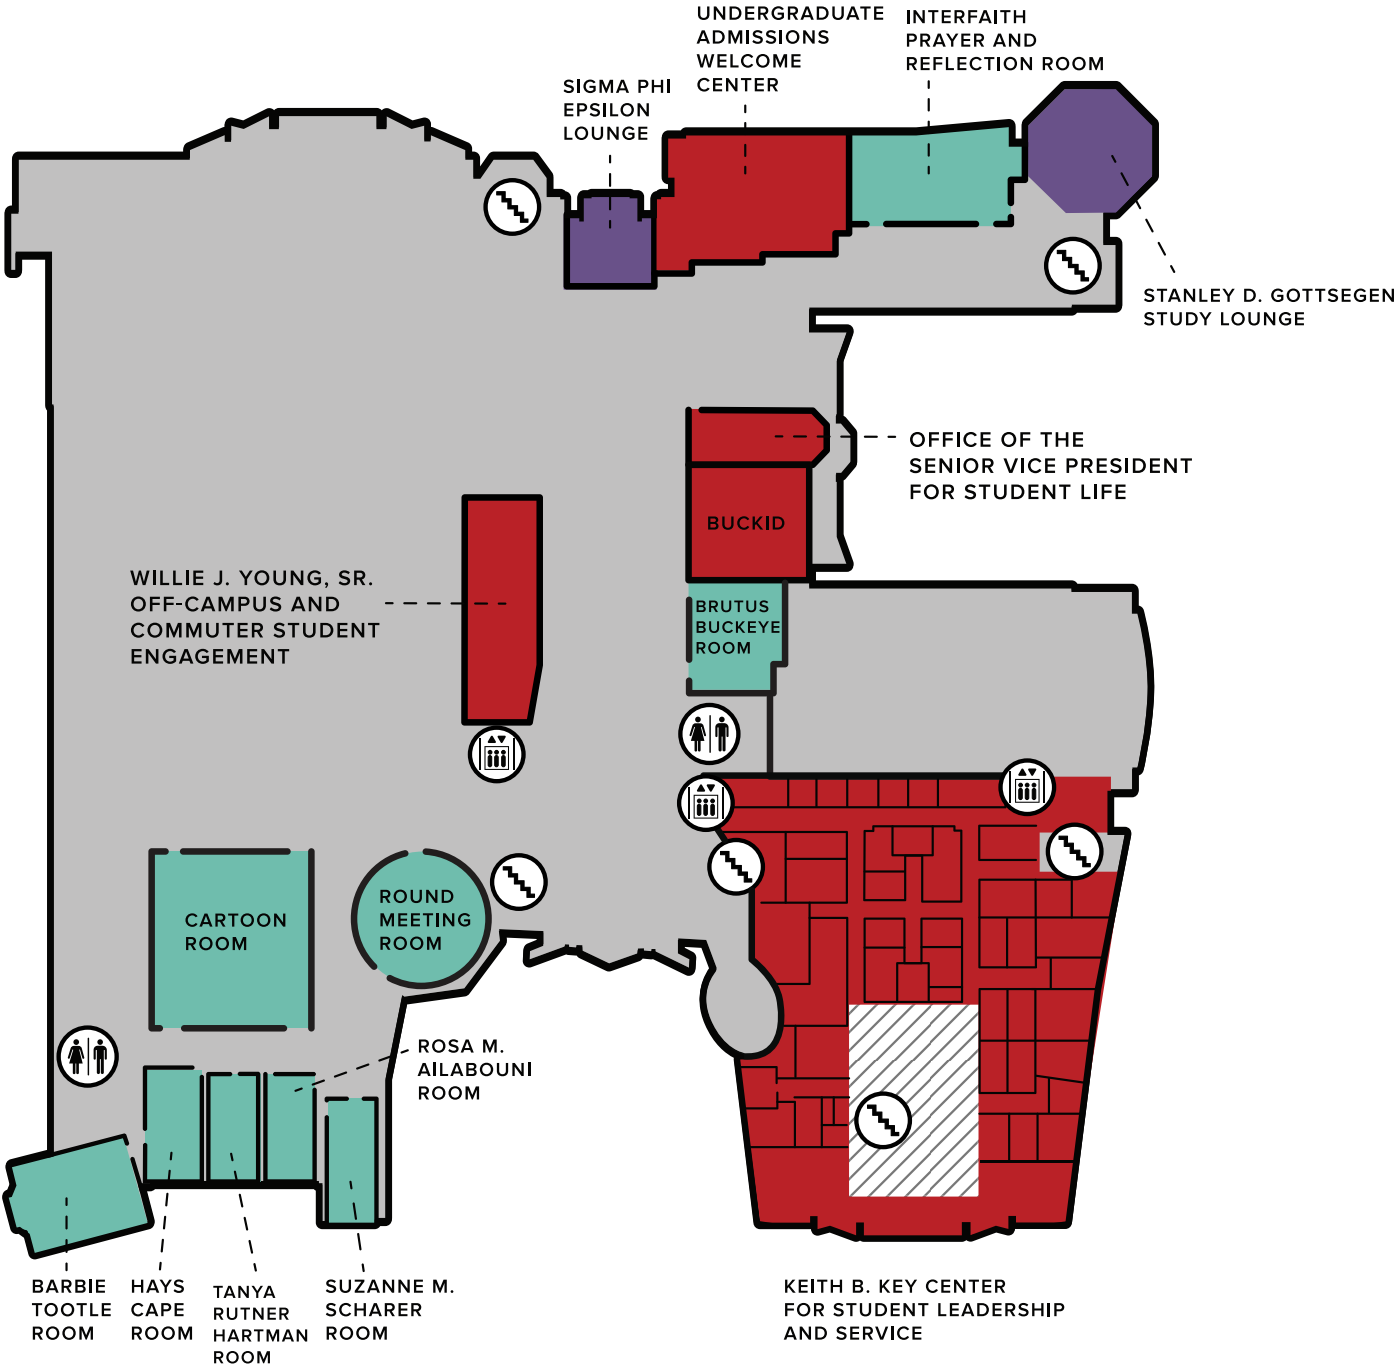 UNDERGRADUATE
ADMISSIONS
WELCOME
CENTER
INTERFAITH
PRAYER AND
REFLECTION ROOM
SIGMA PHI
EPSILON
LOUNGE
STANLEY D. GOTTSEGEN
STUDY LOUNGE
OFFICE OF THE
SENIOR VICE PRESIDENT
FOR STUDENT LIFE
BUCKID
WILLIE J. YOUNG, SR.
OFF-CAMPUS AND
COMMUTER STUDENT
ENGAGEMENT
BRUTUS
BUCKEYE
ROOM
CARTOON
ROOM
ROUND
MEETING
ROOM
ROSA M.
AILABOUNI
ROOM
BARBIE
TOOTLE
ROOM
HAYS
CAPE
ROOM
TANYA
RUTNER
HARTMAN
ROOM
SUZANNE M.
SCHARER
ROOM
KEITH B. KEY CENTER
FOR STUDENT LEADERSHIP
AND SERVICE